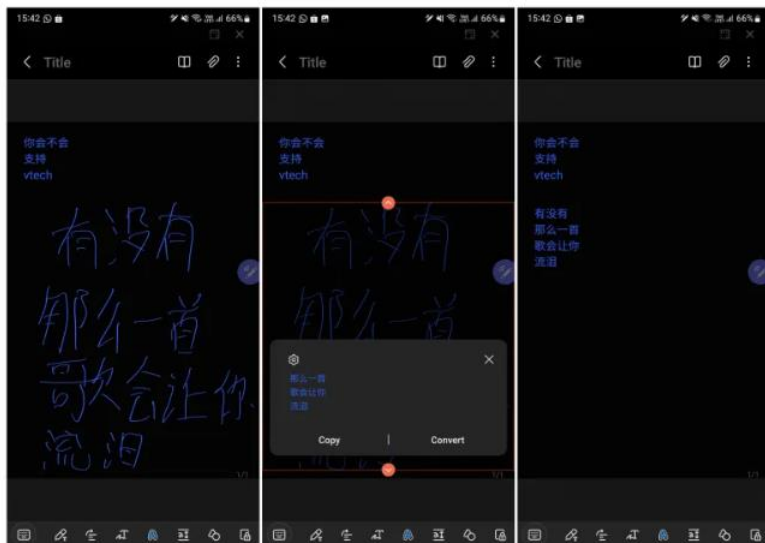 15:42 66%
Title
你会不会
支持
vtech
有没有
那么一首
歌会让你
流泪
1/1
15:42 66%
Title
你会不会
支持
vtech
有没有
那么一首
那么一首
歌会让你
流泪
Copy | Convert
1/1
15:42 66%
Title
你会不会
支持
vtech
有没有
那么一首
歌会让你
流泪